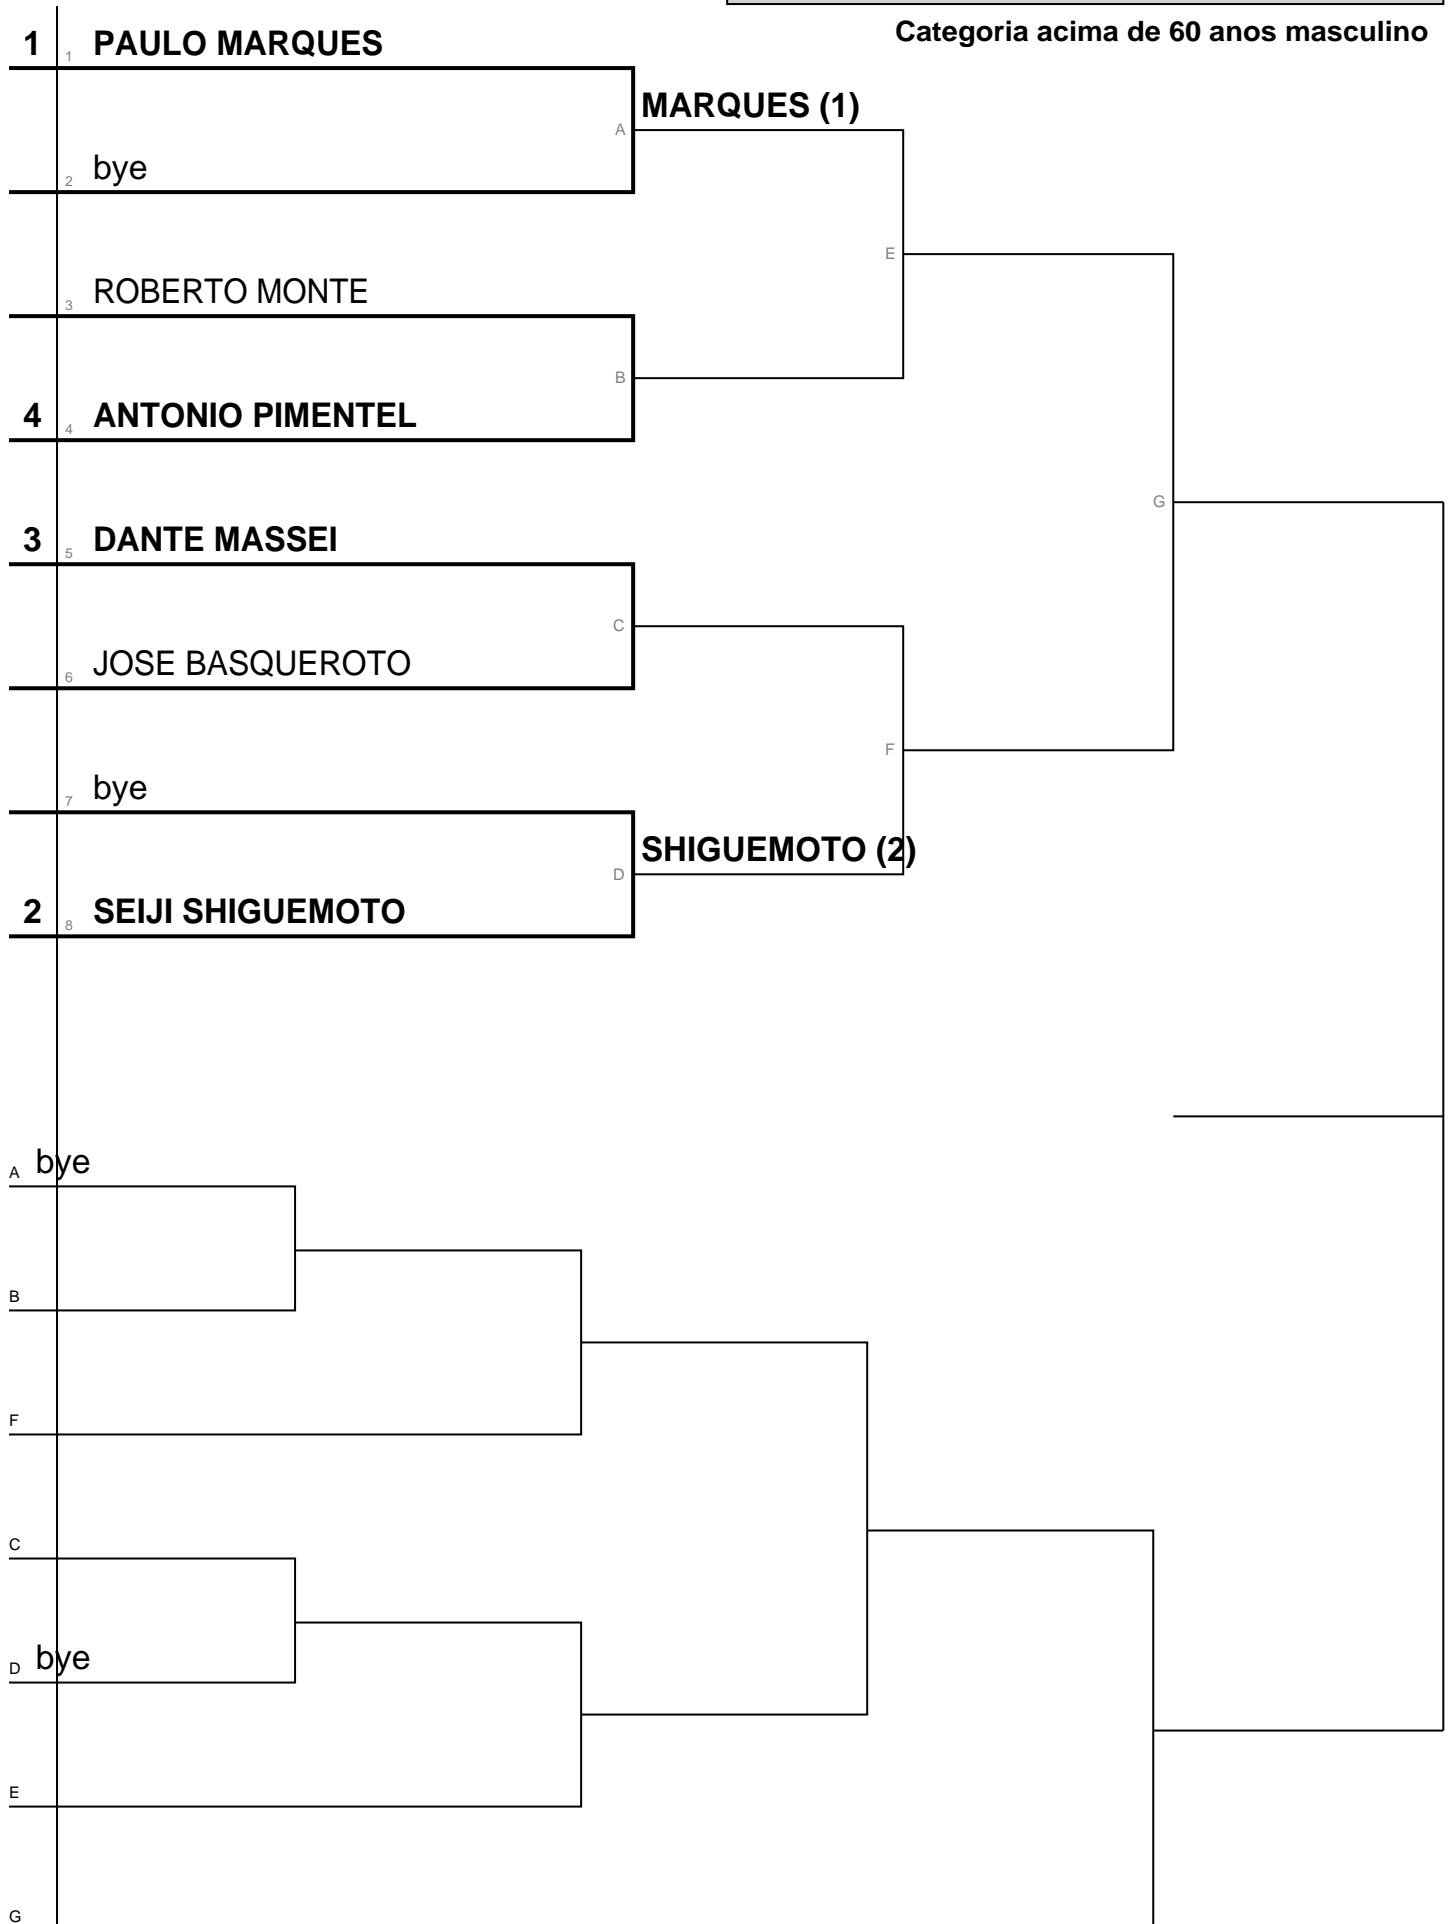 Categoria acima de 60 anos masculino
1 1 PAULO MARQUES
MARQUES (1)
A
2 bye
E
3 ROBERTO MONTE
B
4 4 ANTONIO PIMENTEL
G
3 5 DANTE MASSEI
C
6 JOSE BASQUEROTO
F
7 bye
SHIGUEMOTO (2)
D
2 8 SEIJI SHIGUEMOTO
A bye
B
F
C
D bye
E
G